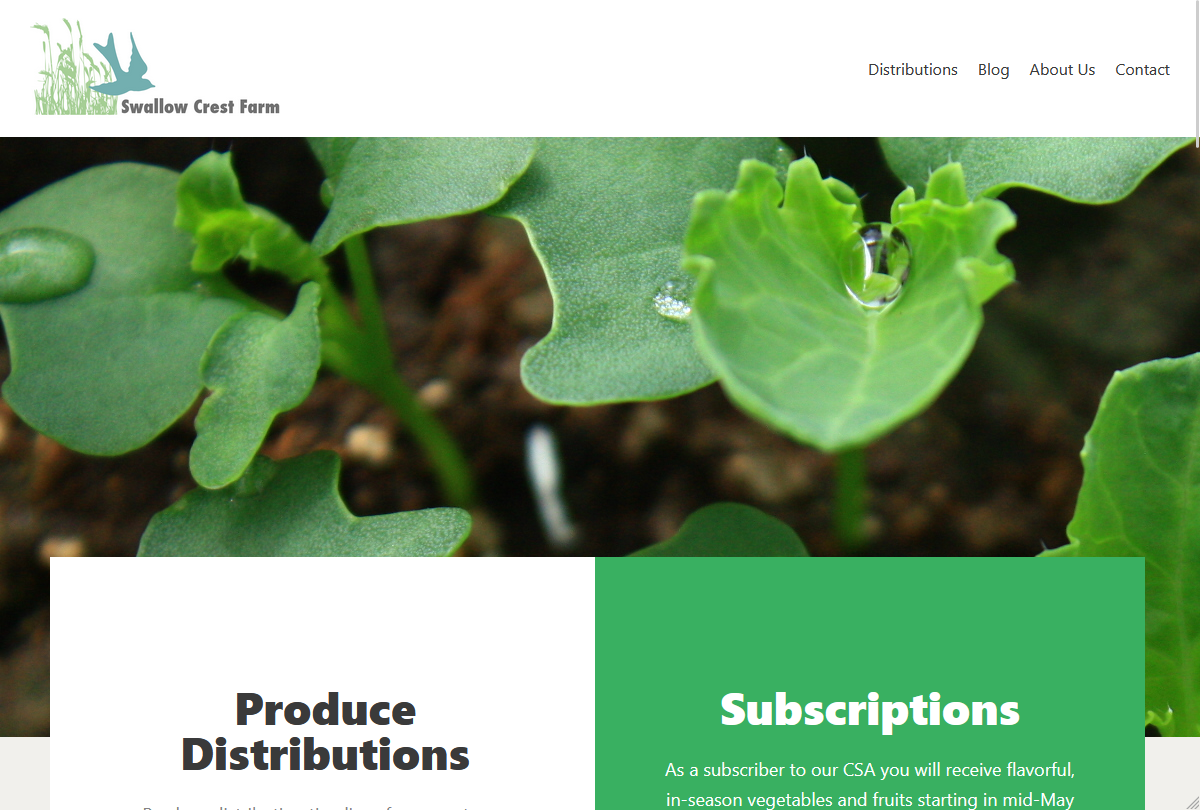 Swallow Crest Farm
Distributions Blog About Us Contact
Produce
Distributions
Subscriptions
As a subscriber to our CSA you will receive flavorful,
in-season vegetables and fruits starting in mid-May